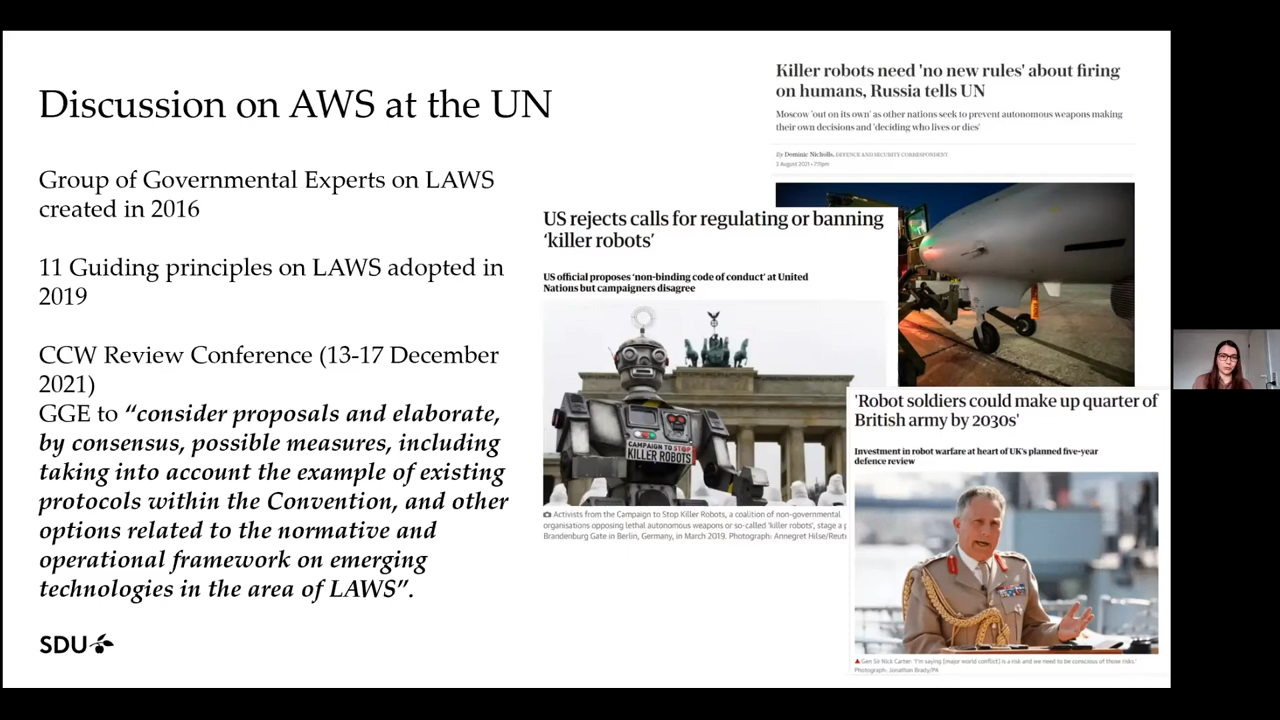 Discussion on AWS at the UN
Group of Governmental Experts on LAWS
created in 2016
11 Guiding principles on LAWS adopted in
2019
CCW Review Conference (13-17 December
2021)
GGE to “consider proposals and elaborate,
by consensus, possible measures, including
taking into account the example of existing
protocols within the Convention, and other
options related to the normative and
operational framework on emerging
technologies in the area of LAWS”.
SDU
Killer robots need 'no new rules' about firing
on humans, Russia tells UN
Moscow 'out on its own' as other nations seek to prevent autonomous weapons making
their own decisions and 'deciding who lives or dies'
By Dominic Nicholls, DEFENCE AND SECURITY CORRESPONDENT
3 August 2021 • 7:11pm
US rejects calls for regulating or banning
‘killer robots’
US official proposes ‘non-binding code of conduct’ at United
Nations but campaigners disagree
CAMPAIGN TO STOP
KILLER ROBOTS
Activists from the Campaign to Stop Killer Robots, a coalition of non-governmental
organisations opposing lethal autonomous weapons or so-called 'killer robots', stage a p
Brandenburg Gate in Berlin, Germany, in March 2019. Photograph: Annegret Hilse/Reute
'Robot soldiers could make up quarter of
British army by 2030s'
Investment in robot warfare at heart of UK's planned five-year
defence review
Gen Sir Nick Carter: 'I'm saying [major world conflict] is a risk and we need to be conscious of those risks.'
Photograph: Jonathan Brady/PA